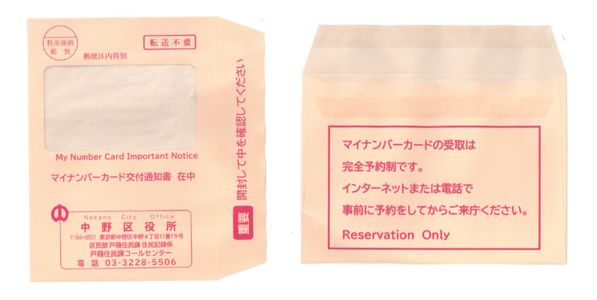 料金後納
郵便
転送不要
郵便区内特別
My Number Card Important Notice
マイナンバーカード交付通知書 在中
Nakano City Office
中野区役所
〒164-8501 東京都中野区中野4丁目11番19号
区民部 戸籍住民課 住民記録係
戸籍住民課コールセンター
電話 03-3228-5506
重要 開封して中を確認してください
マイナンバーカードの受取は
完全予約制です。
インターネットまたは電話で
事前に予約をしてからご来庁ください。
Reservation Only